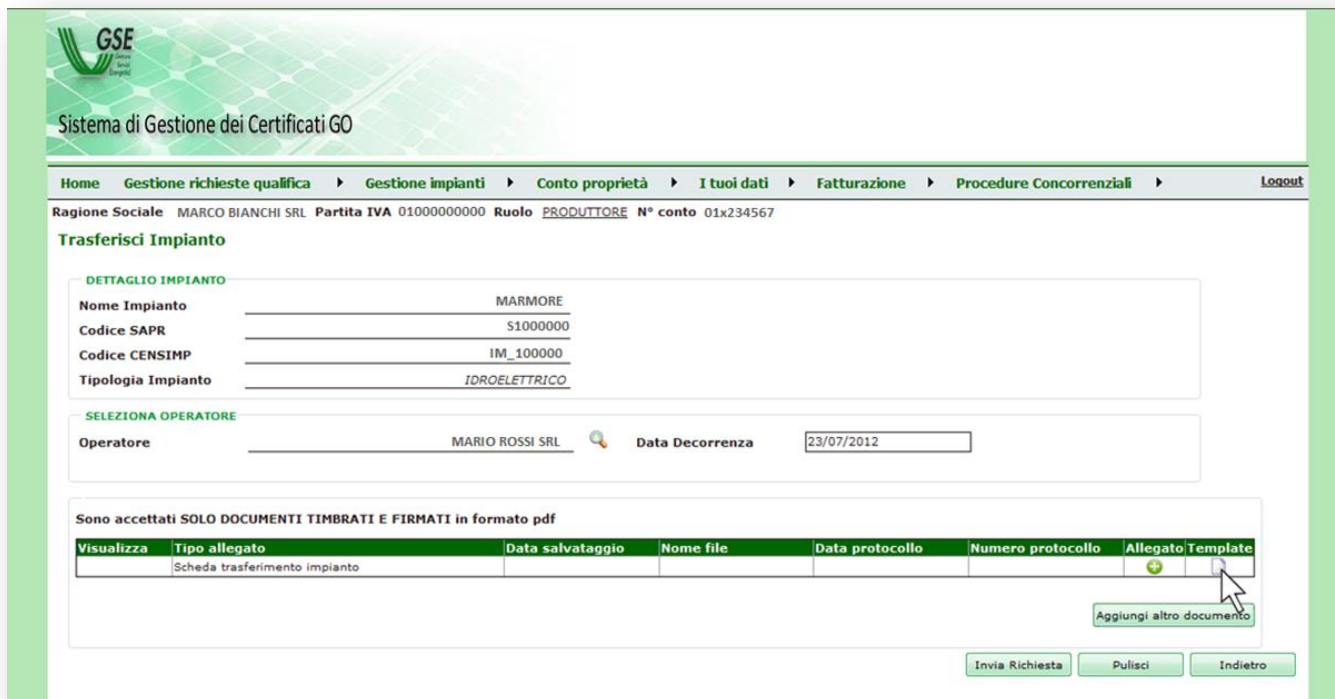 GSE
Gestore
Servizi
Energetici
Sistema di Gestione dei Certificati GO
Home Gestione richieste qualifica Gestione impianti Conto proprietà I tuoi dati Fatturazione Procedure Concorrenziali Logout
Ragione Sociale MARCO BIANCHI SRL Partita IVA 01000000000 Ruolo PRODUTTORE N° conto 01x234567
Trasferisci Impianto
DETTAGLIO IMPIANTO
Nome Impianto MARMORE
Codice SAPR S1000000
Codice CENSIMP IM_100000
Tipologia Impianto IDROELETTRICO
SELEZIONA OPERATORE
Operatore MARIO ROSSI SRL Data Decorrenza 23/07/2012
Sono accettati SOLO DOCUMENTI TIMBRATI E FIRMATI in formato pdf
Visualizza Tipo allegato Data salvataggio Nome file Data protocollo Numero protocollo Allegato Template
Scheda trasferimento impianto
Aggiungi altro documento
Invia Richiesta Pulisci Indietro